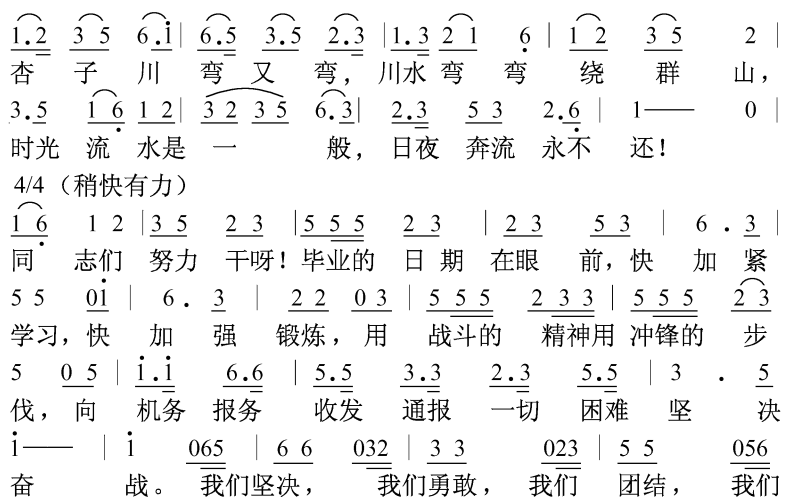 1.2 3 5 6.i | 6.5 3.5 2.3 | 1.3 2 1 6 | 1 2 3 5 2 |
杏 子 川 弯 又 弯，川水 弯 弯 绕 群 山，
3.5 1 6 1 2 | 3 2 3 5 6.3 | 2.3 5 3 2.6 | 1—— 0 |
时光 流 水是 一 般，日夜 奔流 永不 还！
4/4（稍快有力）
1 6 1 2 | 3 5 2 3 | 5 5 5 2 3 | 2 3 5 3 | 6 . 3 |
同 志们 努力 干呀！毕业的 日 期 在眼 前，快 加 紧
5 5 0i | 6 . 3 | 2 2 0 3 | 5 5 5 2 3 3 | 5 5 5 2 3
学习，快 加 强 锻炼，用 战斗的 精神用 冲锋的 步
5 0 5 | i.i 6.6 | 5.5 3.3 2.3 5.5 | 3 . 5
伐，向 机务 报务 收发 通报 一切 困难 坚 决
i—— | i 065 | 6 6 032 | 3 3 023 | 5 5 056
奋 战。 我们坚决， 我们勇敢，我们 团结， 我们